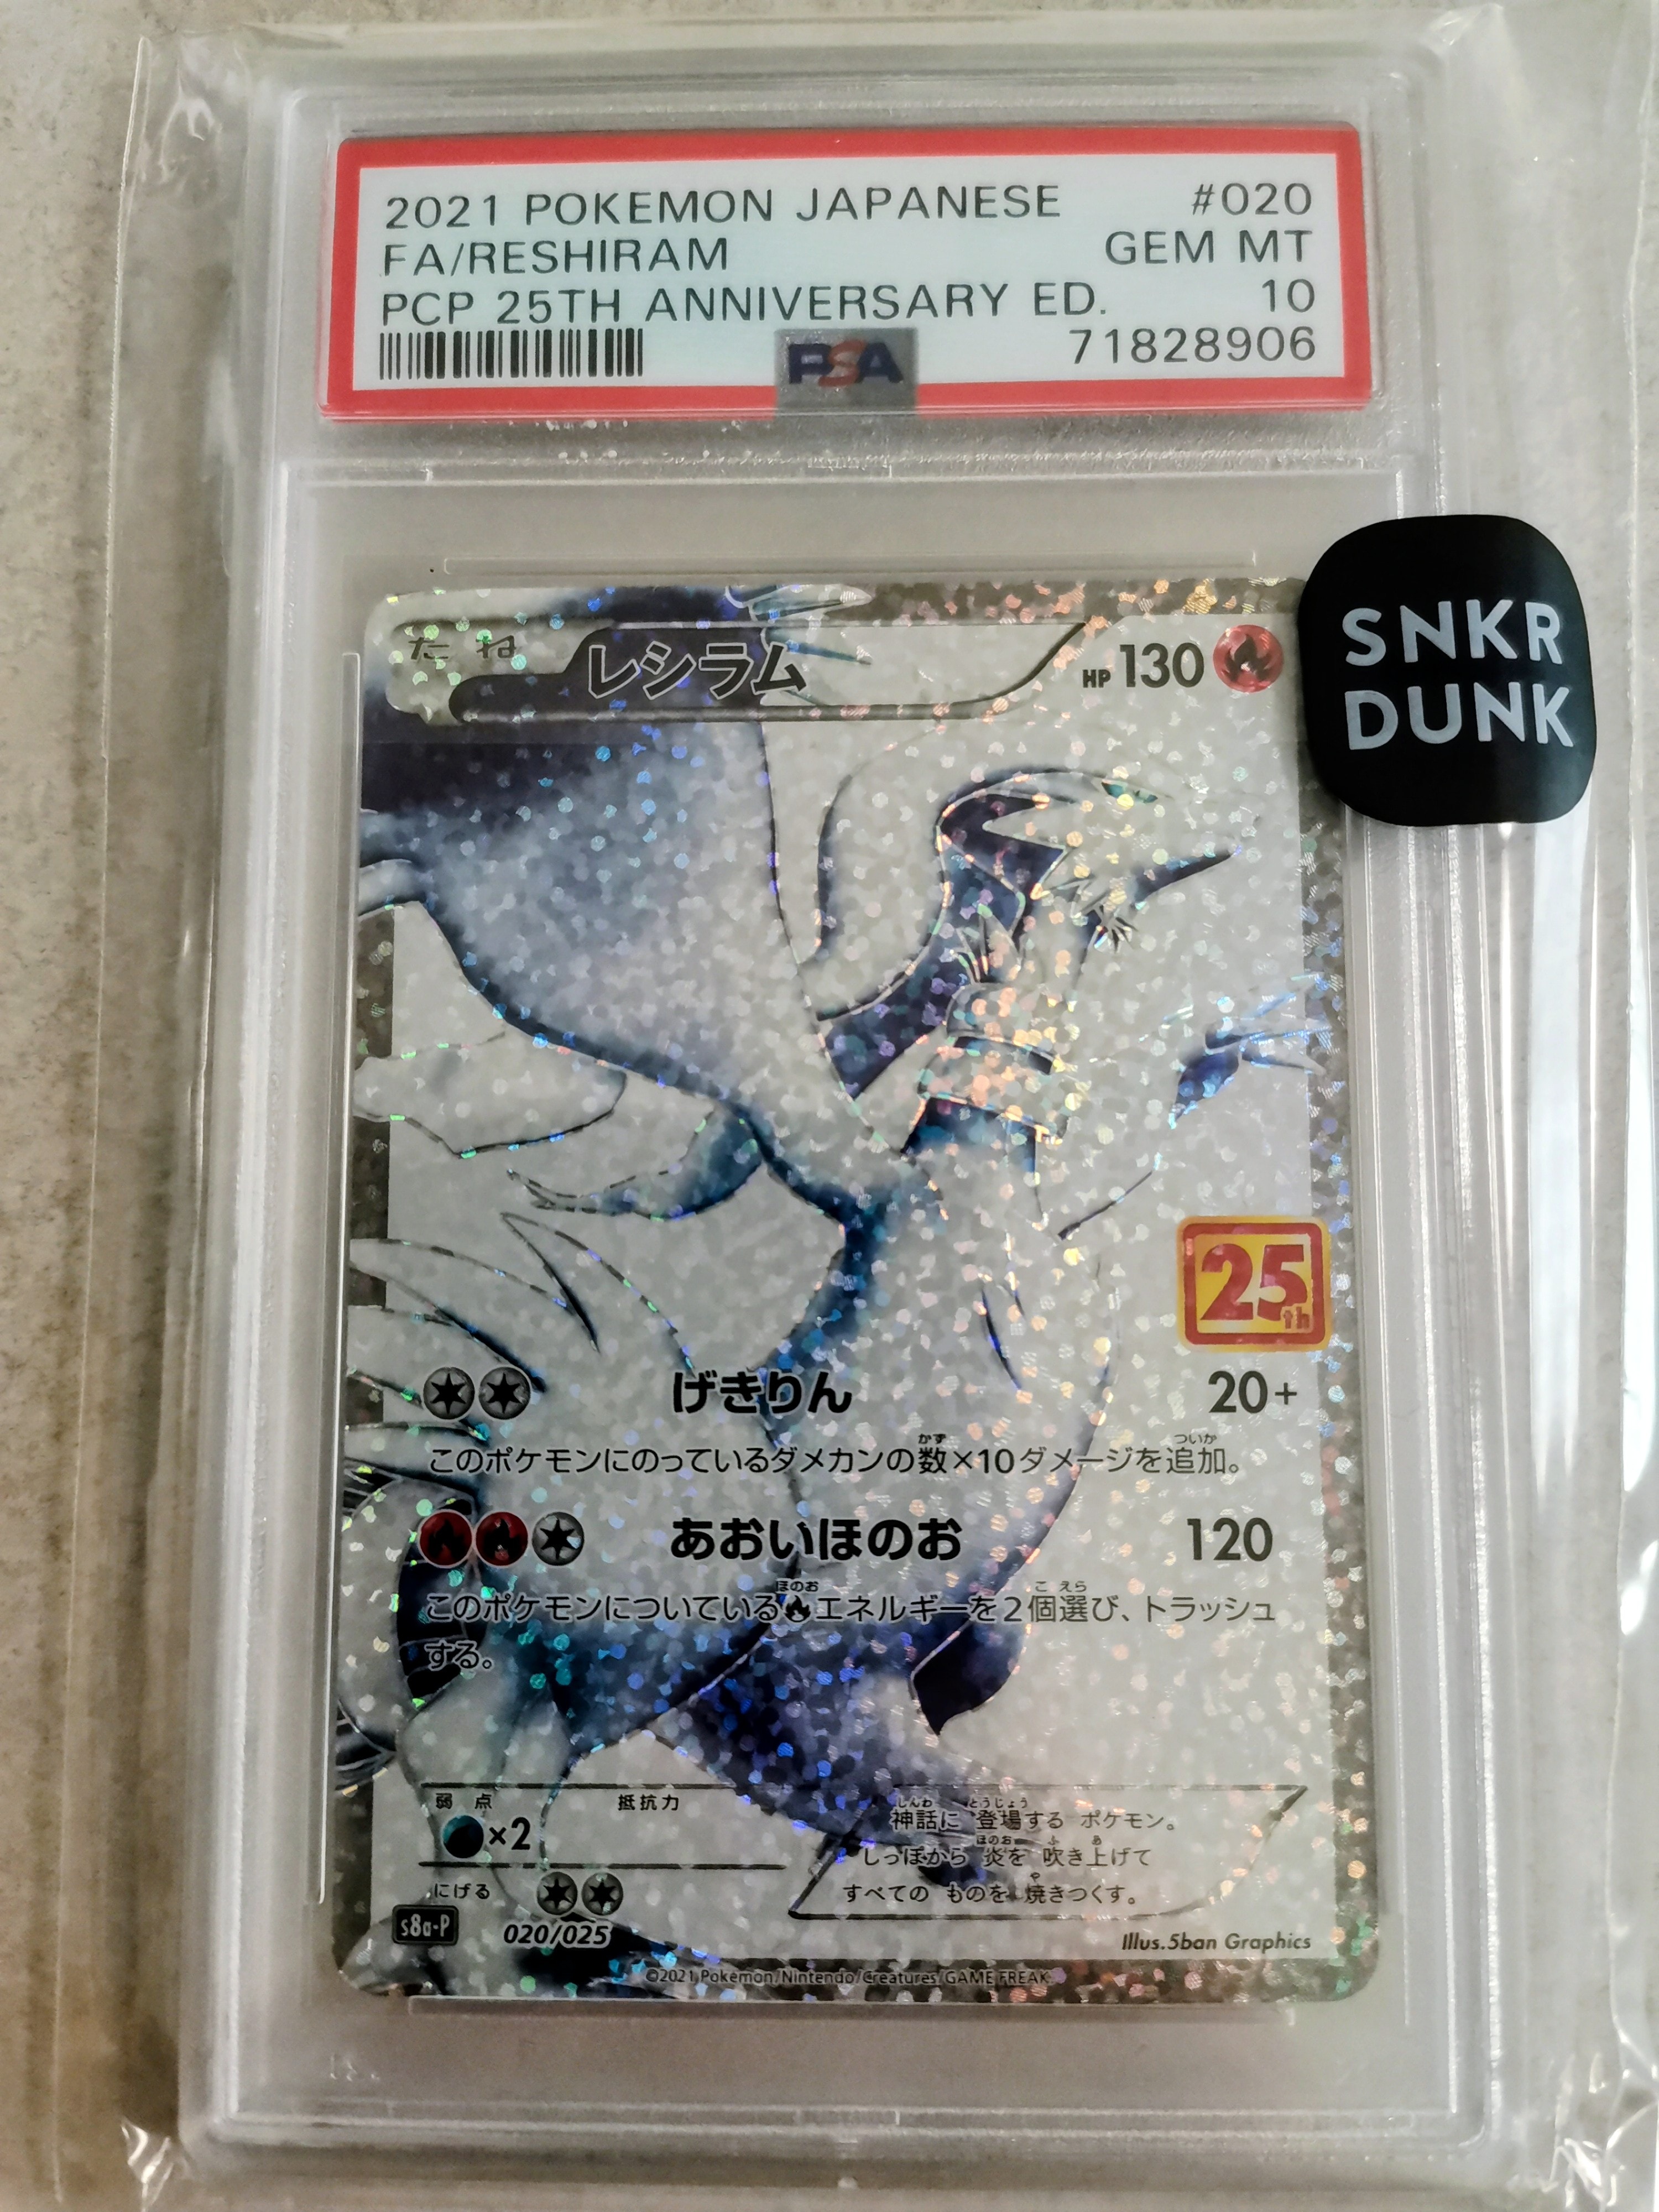 2021 POKEMON JAPANESE #020
FA/RESHIRAM GEM MT
PCP 25TH ANNIVERSARY ED. 10
PSA 71828906
SNKR
DUNK
たね レシラム HP 130
25th
げきりん 20+
このポケモンにのっているダメカンの数×10ダメージを追加。
あおいほのお 120
このポケモンについているエネルギーを2個選び、トラッシュ
する。
弱点 抵抗力
×2
にげる
神話に 登場する ポケモン。
しっぽから 炎を 吹き上げて
すべての ものを 焼きつくす。
s8a-P 020/025 Illus.5ban Graphics
©2021 Pokémon/Nintendo/Creatures/GAME FREAK